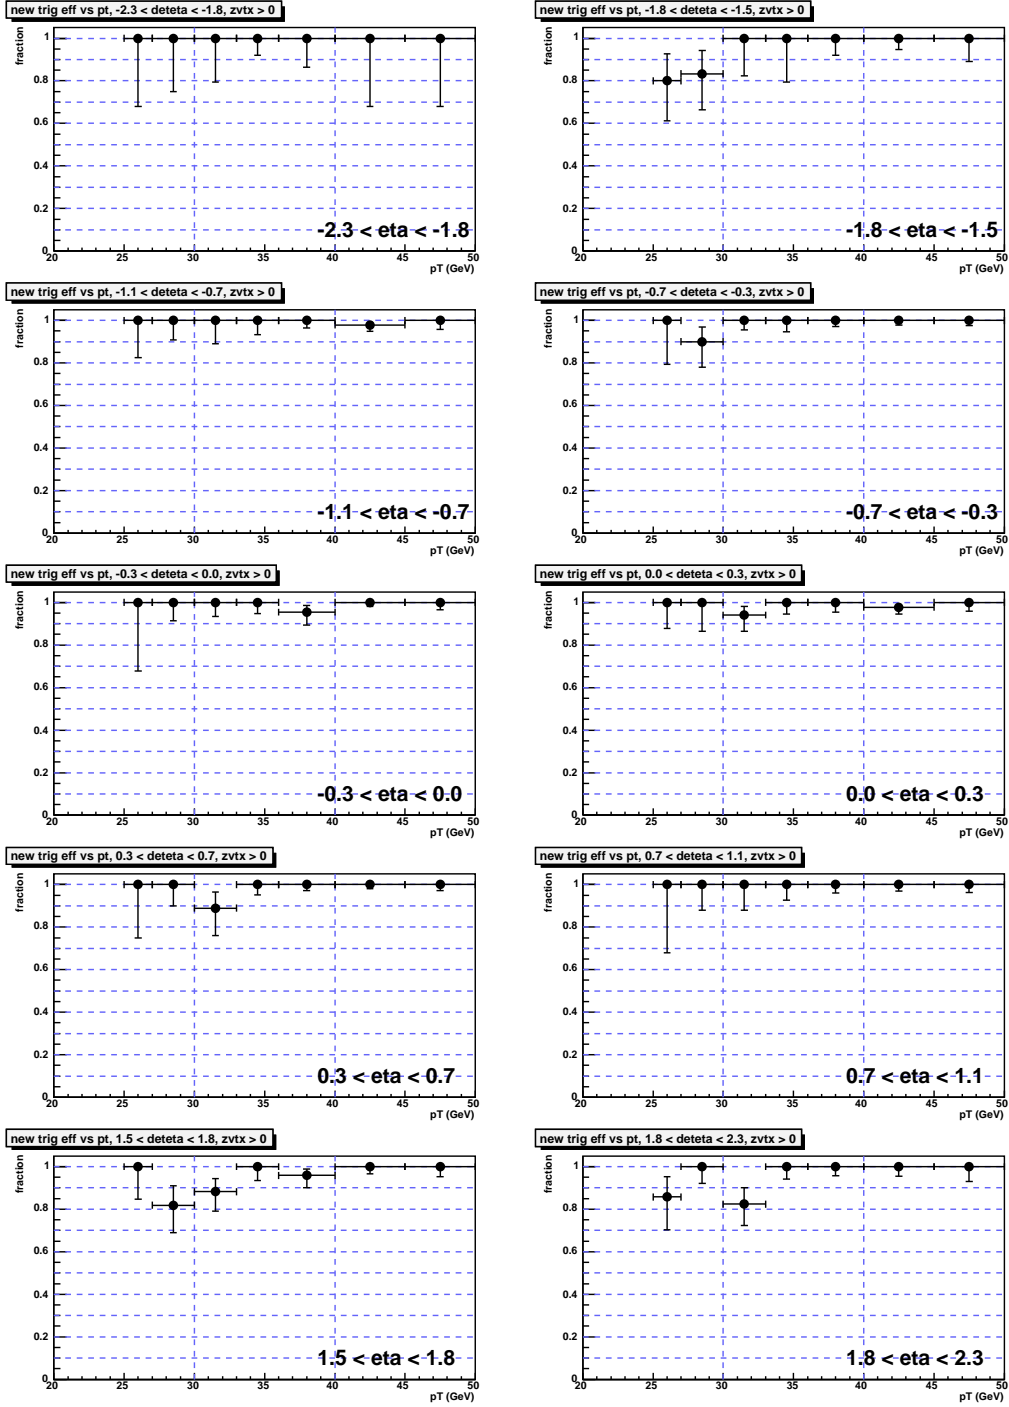 new trig eff vs pt, -2.3 < deteta < -1.8, zvtx > 0
fraction
1
0.8
0.6
0.4
0.2
0
20 25 30 35 40 45 50
-2.3 < eta < -1.8
pT (GeV)
new trig eff vs pt, -1.8 < deteta < -1.5, zvtx > 0
fraction
1
0.8
0.6
0.4
0.2
0
20 25 30 35 40 45 50
-1.8 < eta < -1.5
pT (GeV)
new trig eff vs pt, -1.1 < deteta < -0.7, zvtx > 0
fraction
1
0.8
0.6
0.4
0.2
0
20 25 30 35 40 45 50
-1.1 < eta < -0.7
pT (GeV)
new trig eff vs pt, -0.7 < deteta < -0.3, zvtx > 0
fraction
1
0.8
0.6
0.4
0.2
0
20 25 30 35 40 45 50
-0.7 < eta < -0.3
pT (GeV)
new trig eff vs pt, -0.3 < deteta < 0.0, zvtx > 0
fraction
1
0.8
0.6
0.4
0.2
0
20 25 30 35 40 45 50
-0.3 < eta < 0.0
pT (GeV)
new trig eff vs pt, 0.0 < deteta < 0.3, zvtx > 0
fraction
1
0.8
0.6
0.4
0.2
0
20 25 30 35 40 45 50
0.0 < eta < 0.3
pT (GeV)
new trig eff vs pt, 0.3 < deteta < 0.7, zvtx > 0
fraction
1
0.8
0.6
0.4
0.2
0
20 25 30 35 40 45 50
0.3 < eta < 0.7
pT (GeV)
new trig eff vs pt, 0.7 < deteta < 1.1, zvtx > 0
fraction
1
0.8
0.6
0.4
0.2
0
20 25 30 35 40 45 50
0.7 < eta < 1.1
pT (GeV)
new trig eff vs pt, 1.5 < deteta < 1.8, zvtx > 0
fraction
1
0.8
0.6
0.4
0.2
0
20 25 30 35 40 45 50
1.5 < eta < 1.8
pT (GeV)
new trig eff vs pt, 1.8 < deteta < 2.3, zvtx > 0
fraction
1
0.8
0.6
0.4
0.2
0
20 25 30 35 40 45 50
1.8 < eta < 2.3
pT (GeV)